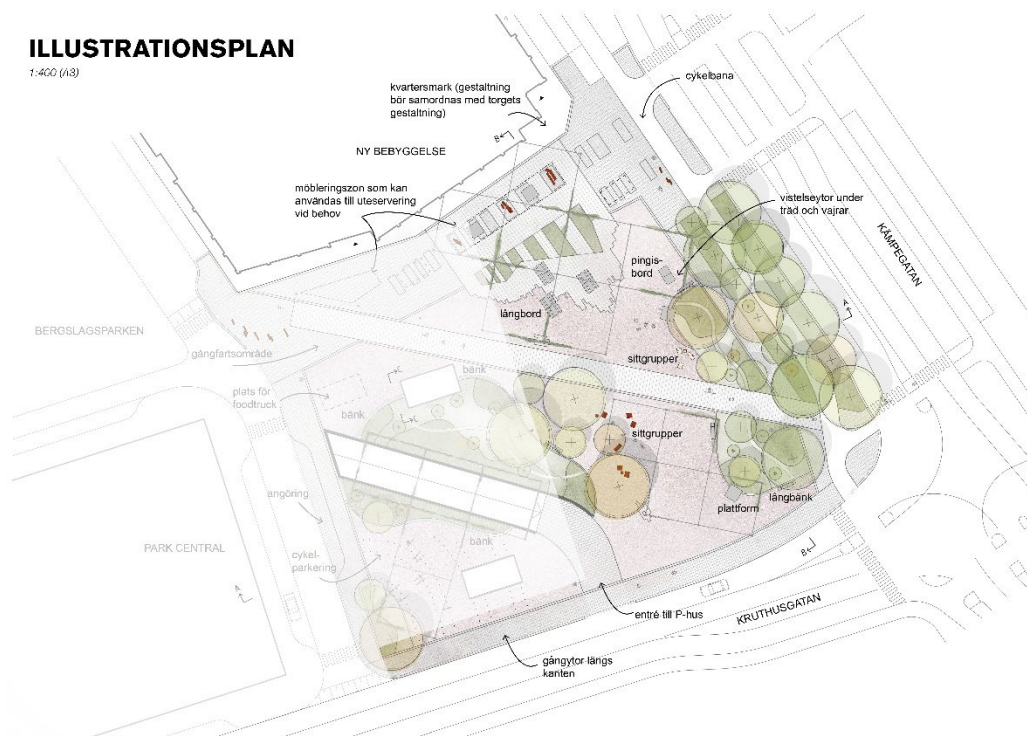 ILLUSTRATIONSPLAN
1:400 (A3)
kvartersmark (gestaltning
bör samordnas med torgets
gestaltning)
cykelbana
B
NY BEBYGGELSE
möbleringszon som kan
användas till uteservering
vid behov
vistelseytor under
träd och vajrar
KÄMPEGATAN
pingis-
bord
A
långbord
BERGSLAGSPARKEN
gångfartsområde
sittgrupper
bänk
plats för
foodtruck
bänk
sittgrupper
långbänk
plattform
angöring
PARK CENTRAL
bänk
cykel-
parkering
B
A
entré till P-hus
KRUTHUSGATAN
gångytor längs
kanten